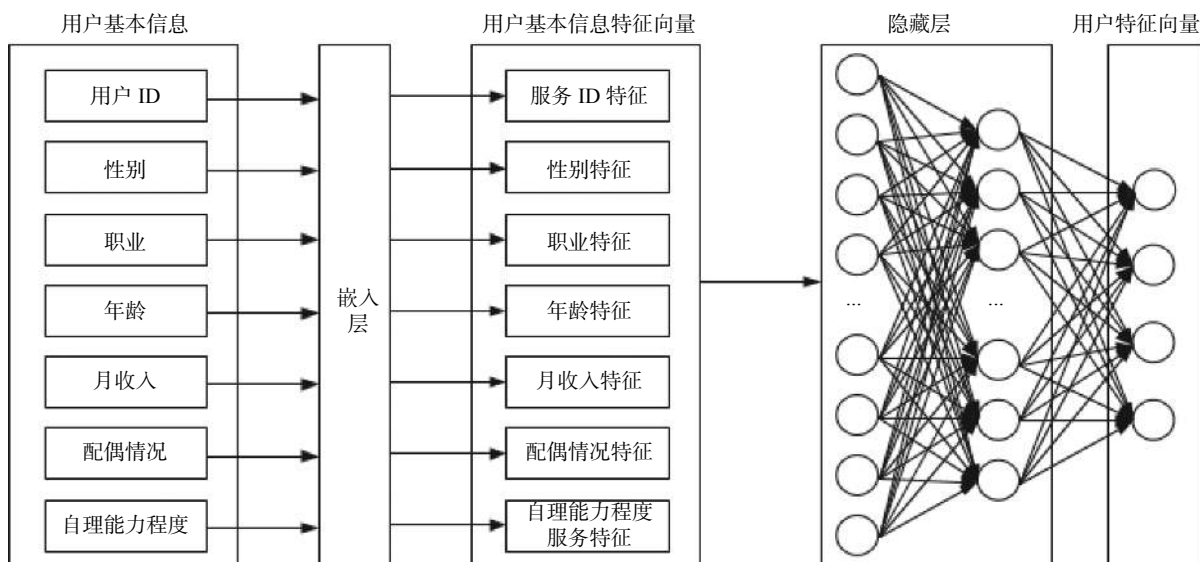 用户基本信息
用户基本信息特征向量
隐藏层
用户特征向量
用户 ID
性别
职业
年龄
月收入
配偶情况
自理能力程度
嵌入
层
服务 ID 特征
性别特征
职业特征
年龄特征
月收入特征
配偶情况特征
自理能力程度
服务特征
...
...